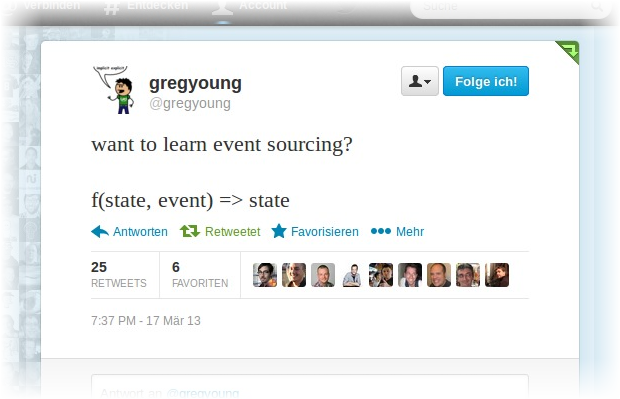 Verbinden # Entdecken Account Suche
gregyoung Folge ich!
@gregyoung
want to learn event sourcing?
f(state, event) => state
Antworten Retweetet Favorisieren Mehr
25 6
RETWEETS FAVORITEN
7:37 PM - 17 Mär 13
Antwort an @gregyoung